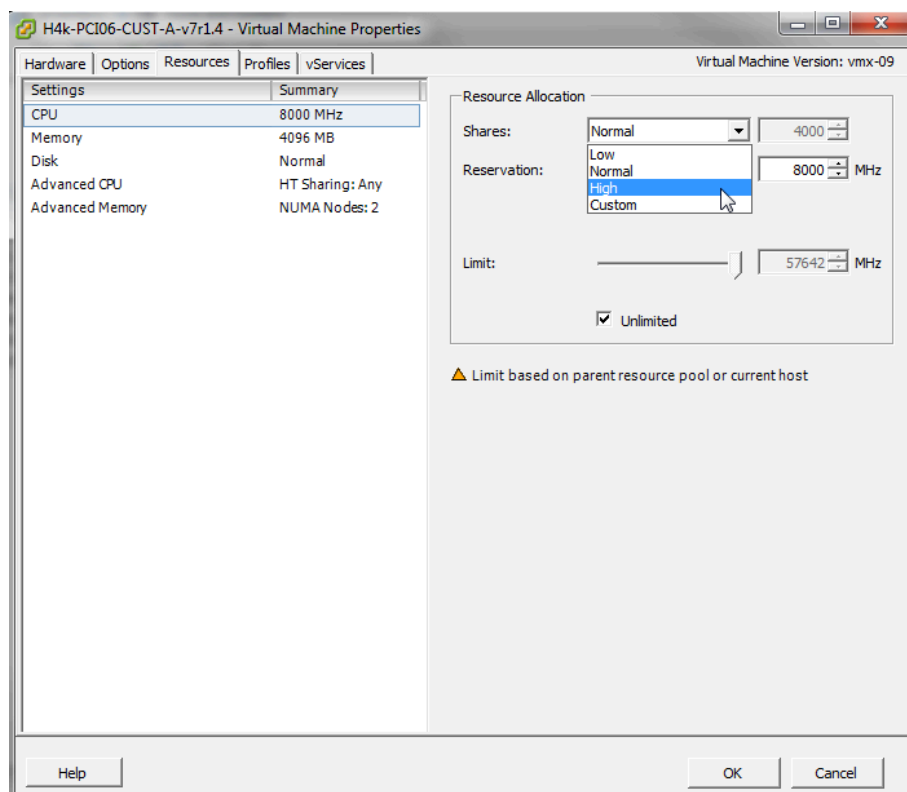 H4k-PCI06-CUST-A-v7r1.4 - Virtual Machine Properties
Hardware Options Resources Profiles vServices Virtual Machine Version: vmx-09
Settings Summary
CPU 8000 MHz
Memory 4096 MB
Disk Normal
Advanced CPU HT Sharing: Any
Advanced Memory NUMA Nodes: 2
Resource Allocation
Shares: Normal 4000
Low
Normal
High
Custom
Reservation: 8000 MHz
Limit: 57642 MHz
Unlimited
Limit based on parent resource pool or current host
Help OK Cancel